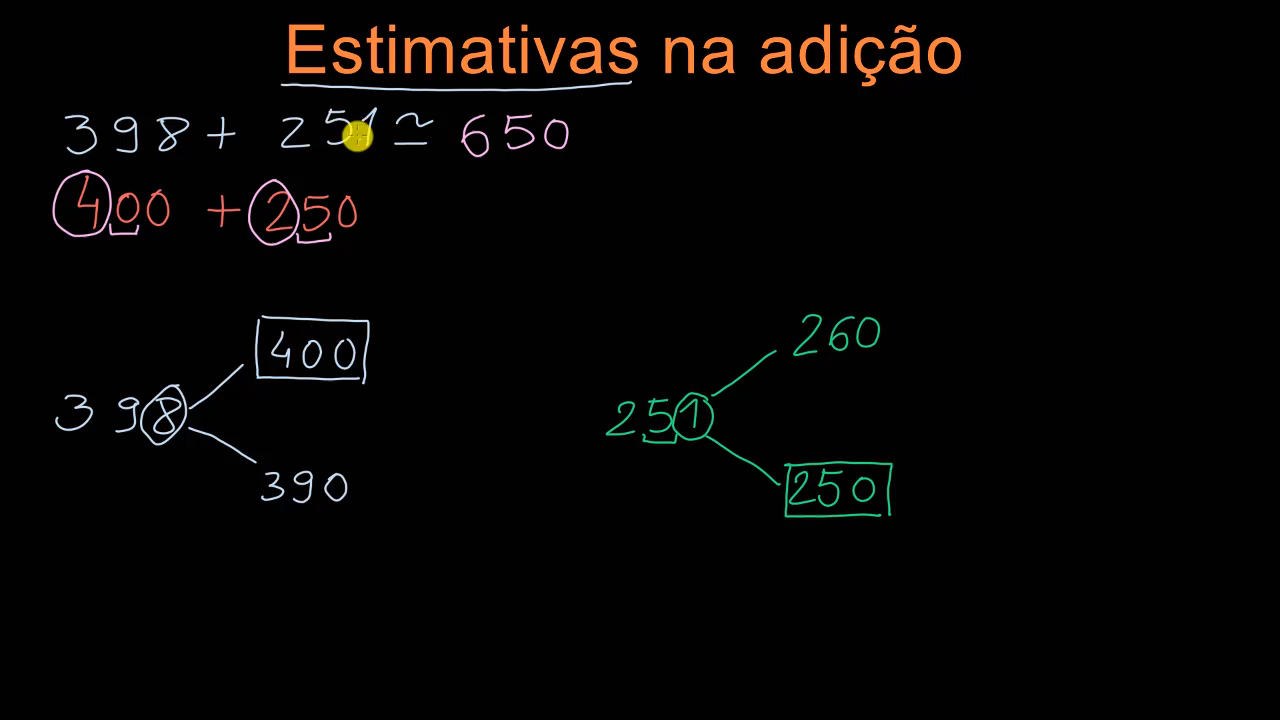 Estimativas na adição
398 + 251 ≃ 650
400 + 250
400
398
390
260
251
250